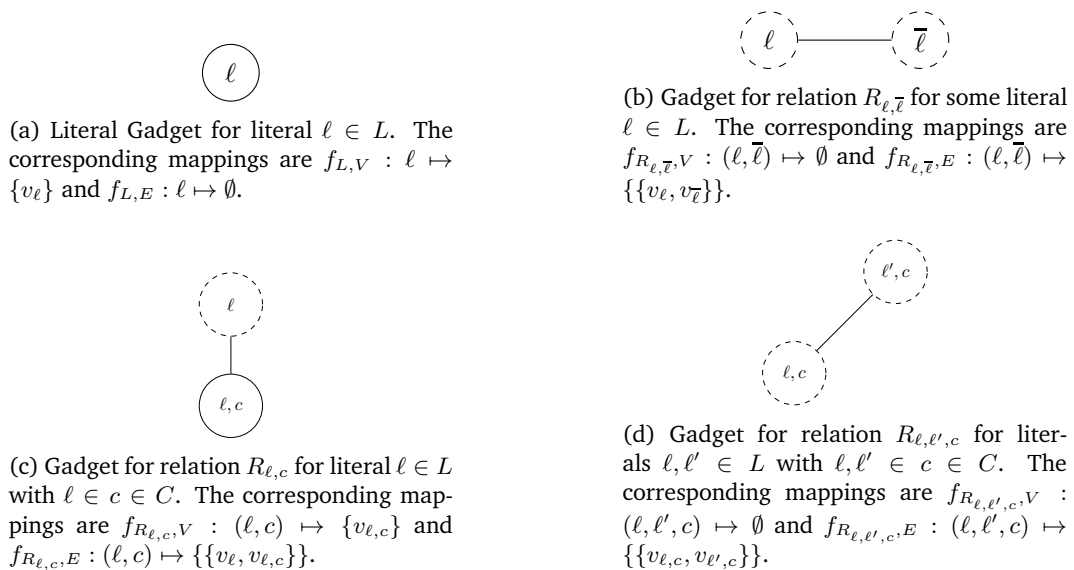 ℓ
(a) Literal Gadget for literal ℓ ∈ L. The
corresponding mappings are f_{L,V} : ℓ ↦
{v_ℓ} and f_{L,E} : ℓ ↦ ∅.
ℓ ℓ̅
(b) Gadget for relation R_{ℓ,ℓ̅} for some literal
ℓ ∈ L. The corresponding mappings are
f_{R_{ℓ,ℓ̅},V} : (ℓ, ℓ̅) ↦ ∅ and f_{R_{ℓ,ℓ̅},E} : (ℓ, ℓ̅) ↦
{{v_ℓ, v_ℓ̅}}.
ℓ
ℓ, c
(c) Gadget for relation R_{ℓ,c} for literal ℓ ∈ L
with ℓ ∈ c ∈ C. The corresponding map-
pings are f_{R_{ℓ,c},V} : (ℓ, c) ↦ {v_{ℓ,c}} and
f_{R_{ℓ,c},E} : (ℓ, c) ↦ {{v_ℓ, v_{ℓ,c}}}.
ℓ′, c
ℓ, c
(d) Gadget for relation R_{ℓ,ℓ′,c} for liter-
als ℓ, ℓ′ ∈ L with ℓ, ℓ′ ∈ c ∈ C. The
corresponding mappings are f_{R_{ℓ,ℓ′,c},V} :
(ℓ, ℓ′, c) ↦ ∅ and f_{R_{ℓ,ℓ′,c},E} : (ℓ, ℓ′, c) ↦
{{v_{ℓ,c}, v_{ℓ′,c}}}.